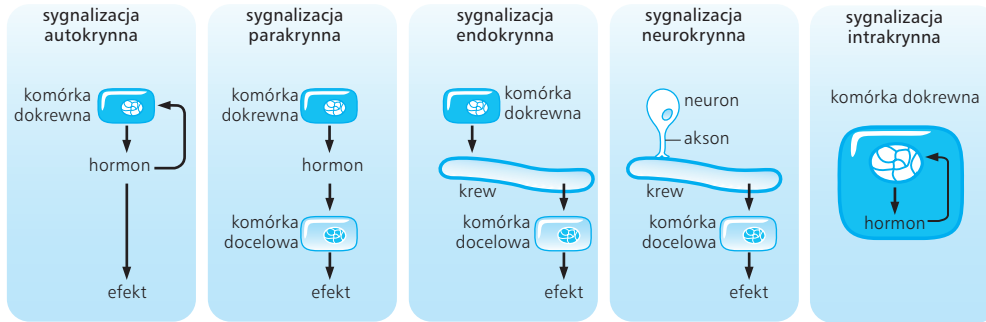 sygnalizacja
autokrynna
komórka
dokrewna
hormon
efekt
sygnalizacja
parakrynna
komórka
dokrewna
hormon
komórka
docelowa
efekt
sygnalizacja
endokrynna
komórka
dokrewna
krew
komórka
docelowa
efekt
sygnalizacja
neurokrynna
neuron
akson
krew
komórka
docelowa
efekt
sygnalizacja
intrakrynna
komórka dokrewna
hormon